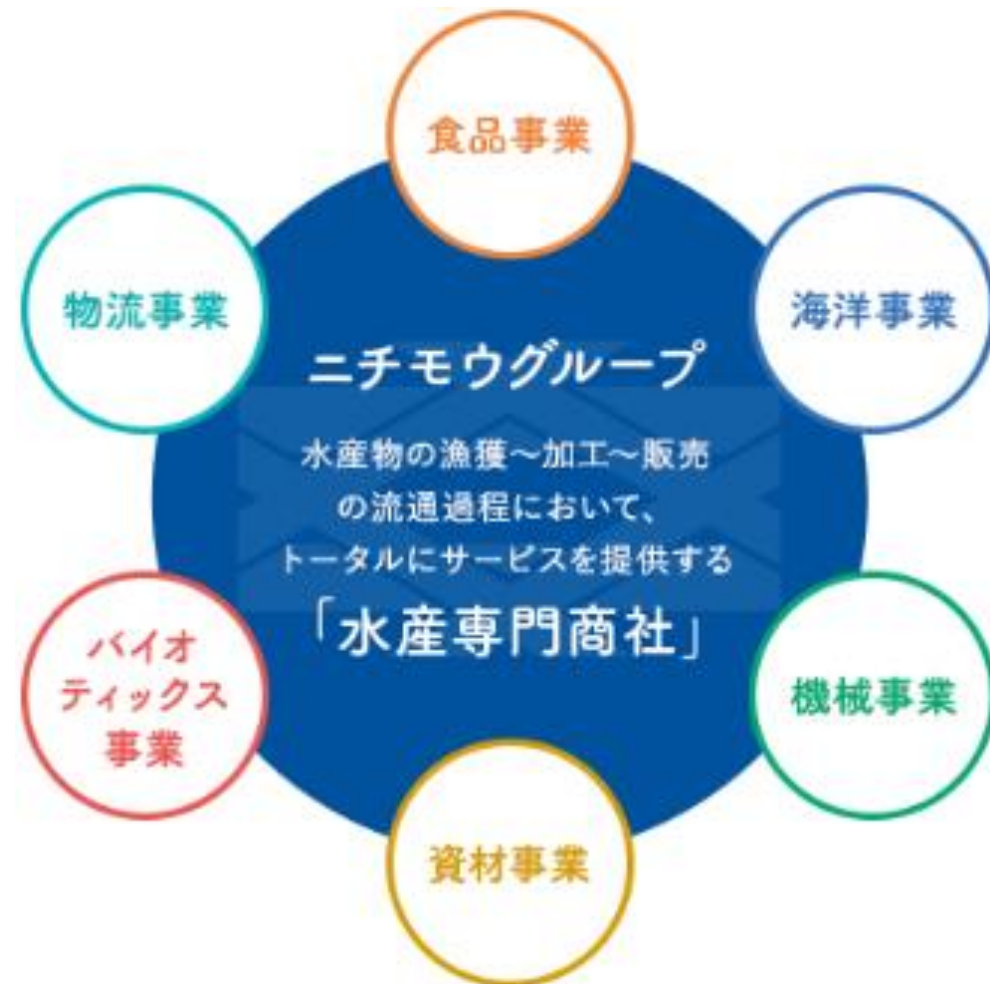 食品事業
海洋事業
物流事業
ニチモウグループ
水産物の漁獲～加工～販売
の流通過程において、
トータルにサービスを提供する
「水産専門商社」
バイオ
ティックス
事業
機械事業
資材事業